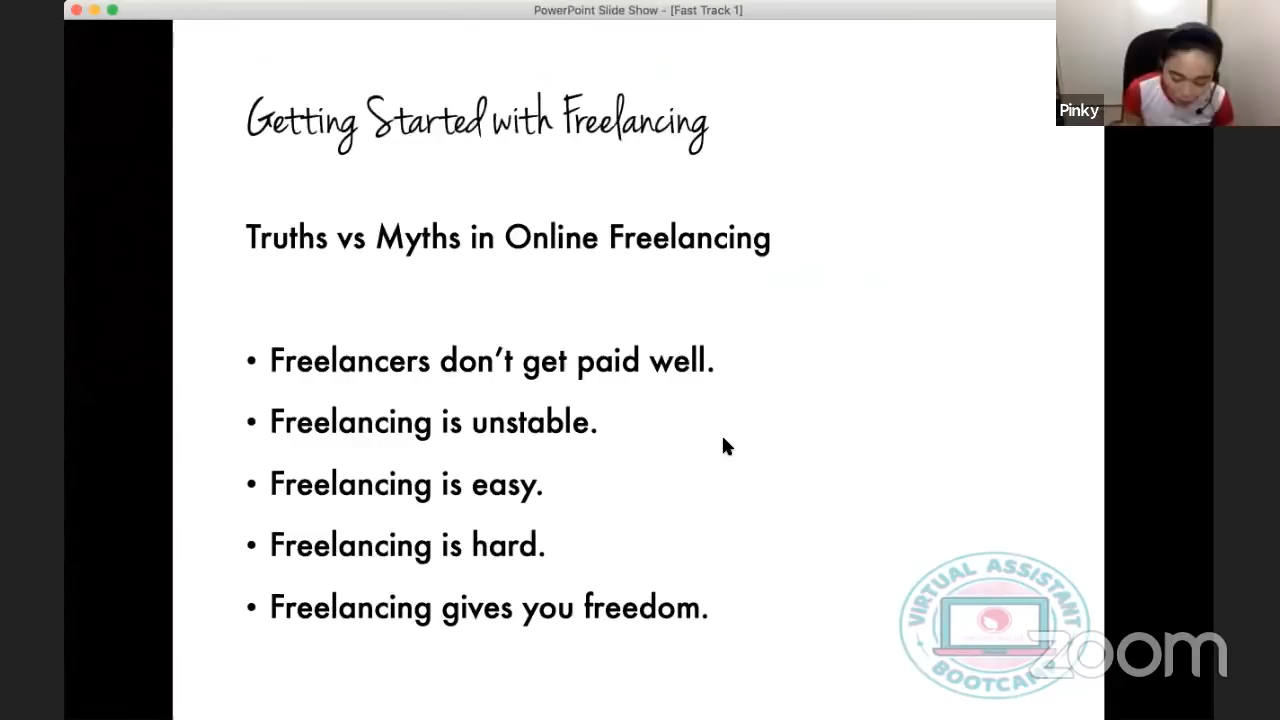 PowerPoint Slide Show - [Fast Track 1]
Pinky
Getting Started with Freelancing
Truths vs Myths in Online Freelancing
• Freelancers don't get paid well.
• Freelancing is unstable.
• Freelancing is easy.
• Freelancing is hard.
• Freelancing gives you freedom.
VIRTUAL ASSISTANT
zoom